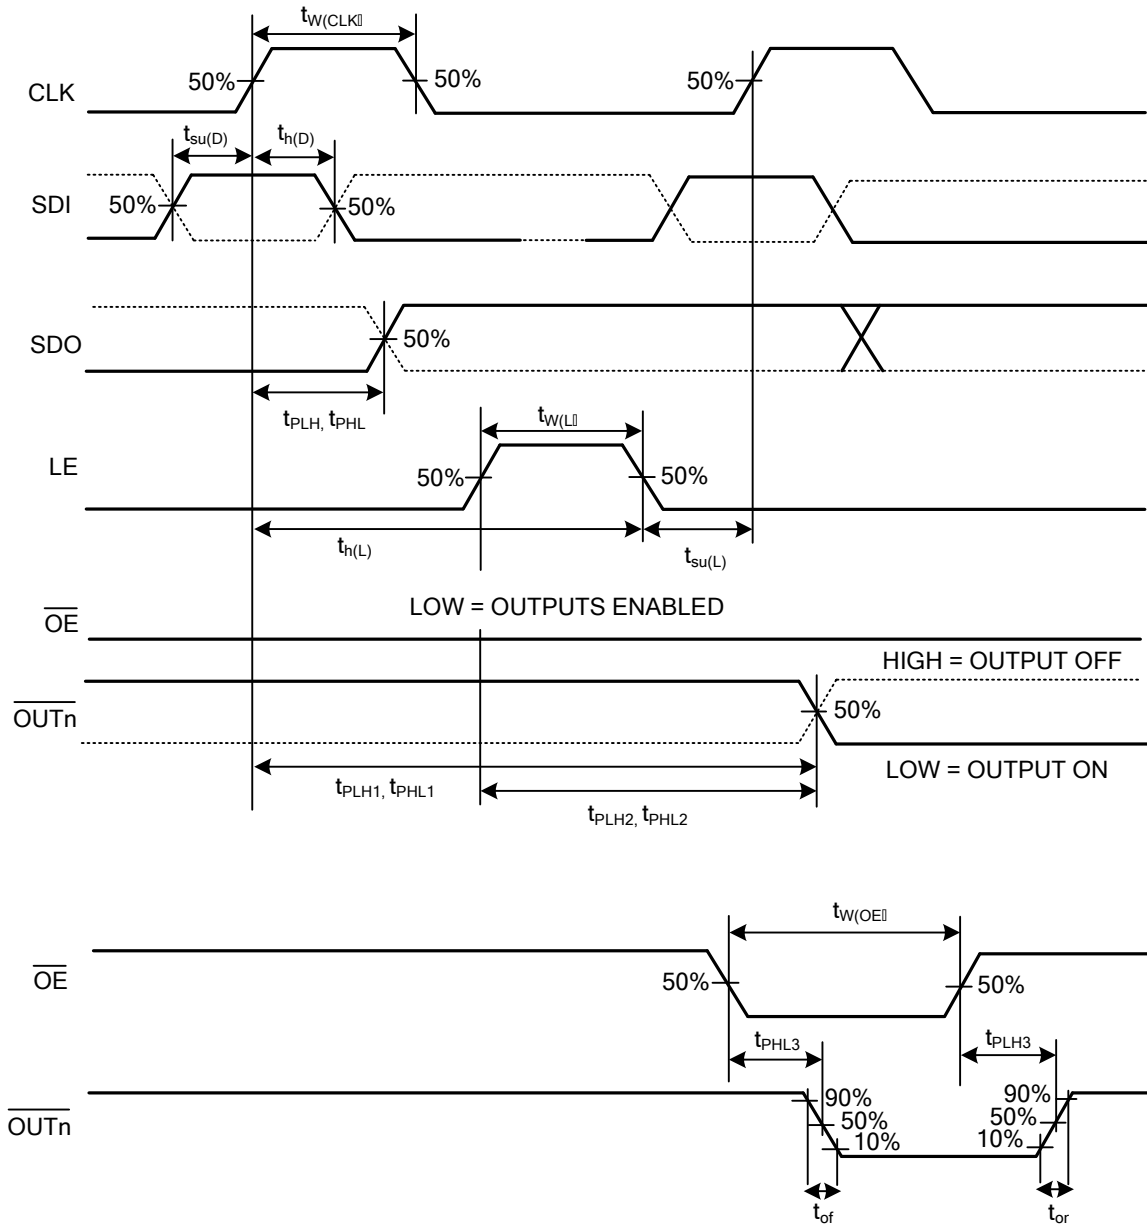 tW(CLK
50%
50%
50%
CLK
tsu(D)
th(D)
SDI
50%
50%
SDO
50%
tPLH, tPHL
tW(L
LE
50%
50%
th(L)
tsu(L)
LOW = OUTPUTS ENABLED
OE
HIGH = OUTPUT OFF
OUTn
50%
LOW = OUTPUT ON
tPLH1, tPHL1
tPLH2, tPHL2
tW(OE
OE
50%
50%
tPHL3
tPLH3
OUTn
90%
50%
10%
90%
50%
10%
tof
tor